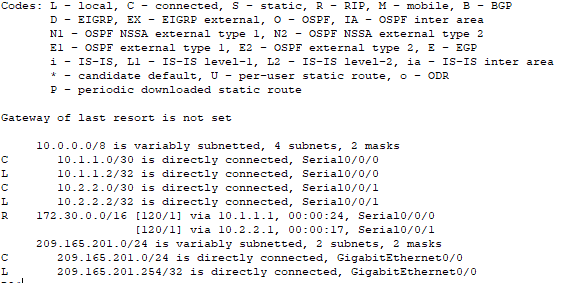 Codes: L - local, C - connected, S - static, R - RIP, M - mobile, B - BGP
D - EIGRP, EX - EIGRP external, O - OSPF, IA - OSPF inter area
N1 - OSPF NSSA external type 1, N2 - OSPF NSSA external type 2
E1 - OSPF external type 1, E2 - OSPF external type 2, E - EGP
i - IS-IS, L1 - IS-IS level-1, L2 - IS-IS level-2, ia - IS-IS inter area
* - candidate default, U - per-user static route, o - ODR
P - periodic downloaded static route
Gateway of last resort is not set
10.0.0.0/8 is variably subnetted, 4 subnets, 2 masks
C 10.1.1.0/30 is directly connected, Serial0/0/0
L 10.1.1.2/32 is directly connected, Serial0/0/0
C 10.2.2.0/30 is directly connected, Serial0/0/1
L 10.2.2.2/32 is directly connected, Serial0/0/1
R 172.30.0.0/16 [120/1] via 10.1.1.1, 00:00:24, Serial0/0/0
[120/1] via 10.2.2.1, 00:00:17, Serial0/0/1
209.165.201.0/24 is variably subnetted, 2 subnets, 2 masks
C 209.165.201.0/24 is directly connected, GigabitEthernet0/0
L 209.165.201.254/32 is directly connected, GigabitEthernet0/0